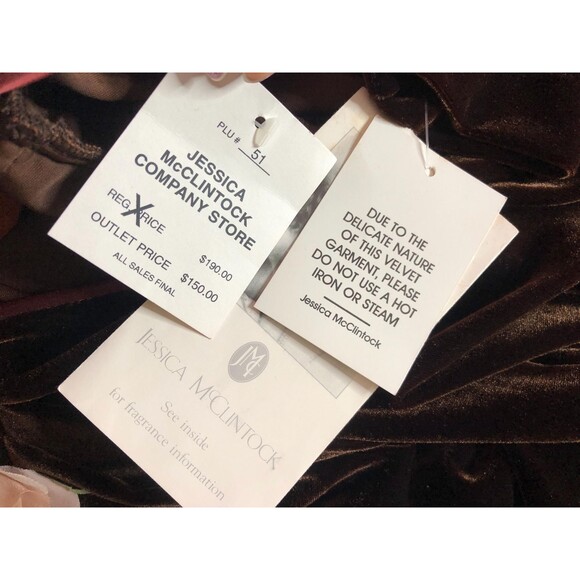 PLU # 51
JESSICA
McCLINTOCK
COMPANY STORE
REG X RICE $190.00
OUTLET PRICE $150.00
ALL SALES FINAL
DUE TO THE
DELICATE NATURE
OF THIS VELVET
GARMENT, PLEASE
DO NOT USE A HOT
IRON OR STEAM
Jessica McClintock
JMC
JESSICA McCLINTOCK
See inside
for fragrance information